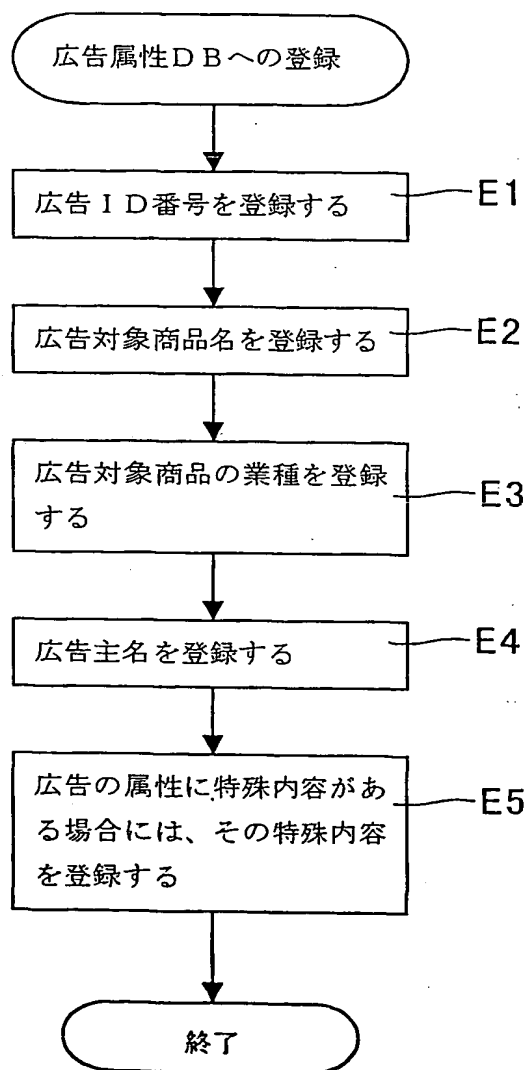 広告属性DBへの登録
広告ID番号を登録する
E1
広告対象商品名を登録する
E2
広告対象商品の業種を登録
する
E3
広告主名を登録する
E4
広告の属性に特殊内容があ
る場合には、その特殊内容
を登録する
E5
終了